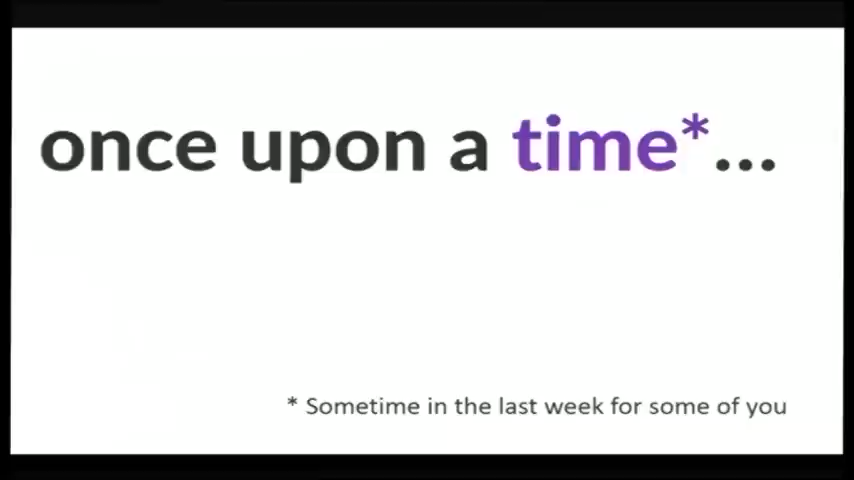 once upon a time*...
* Sometime in the last week for some of you